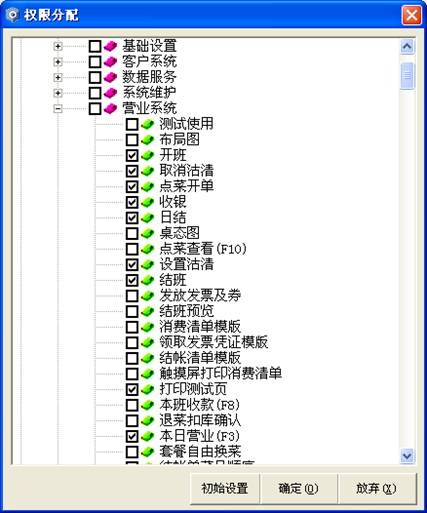 权限分配
基础设置
客户系统
数据服务
系统维护
营业系统
测试使用
布局图
开班
取消沽清
点菜开单
收银
日结
桌态图
点菜查看(F10)
设置沽清
结班
发放发票及券
结班预览
消费清单模版
领取发票凭证模版
结帐清单模版
触摸屏打印消费清单
打印测试页
本班收款(F8)
退菜扣库确认
本日营业(F3)
套餐自由换菜
初始设置
确定(O)
放弃(X)